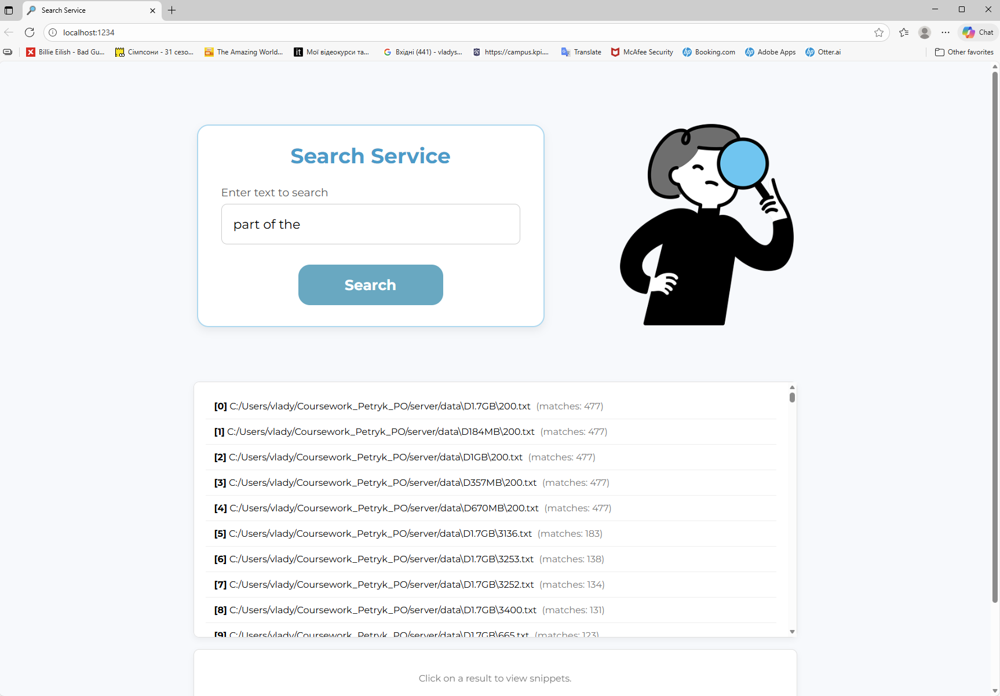 Search Service
localhost:1234
Chat
Billie Eilish - Bad Gu...
Сімпсони - 31 сезо...
The Amazing World...
it
Мої відеокурси та...
Вхідні (441) - vladys...
https://campus.kpi....
Translate
McAfee Security
Booking.com
Adobe Apps
Otter.ai
Other favorites
Search Service
Enter text to search
part of the
Search
[0] C:/Users/vlady/Coursework_Petryk_PO/server/data\D1.7GB\200.txt (matches: 477)
[1] C:/Users/vlady/Coursework_Petryk_PO/server/data\D184MB\200.txt (matches: 477)
[2] C:/Users/vlady/Coursework_Petryk_PO/server/data\D1GB\200.txt (matches: 477)
[3] C:/Users/vlady/Coursework_Petryk_PO/server/data\D357MB\200.txt (matches: 477)
[4] C:/Users/vlady/Coursework_Petryk_PO/server/data\D670MB\200.txt (matches: 477)
[5] C:/Users/vlady/Coursework_Petryk_PO/server/data\D1.7GB\3136.txt (matches: 183)
[6] C:/Users/vlady/Coursework_Petryk_PO/server/data\D1.7GB\3253.txt (matches: 138)
[7] C:/Users/vlady/Coursework_Petryk_PO/server/data\D1.7GB\3252.txt (matches: 134)
[8] C:/Users/vlady/Coursework_Petryk_PO/server/data\D1.7GB\3400.txt (matches: 131)
[9] C:/Users/vlady/Coursework_Petryk_PO/server/data\D1.7GB\665.txt (matches: 123)
Click on a result to view snippets.